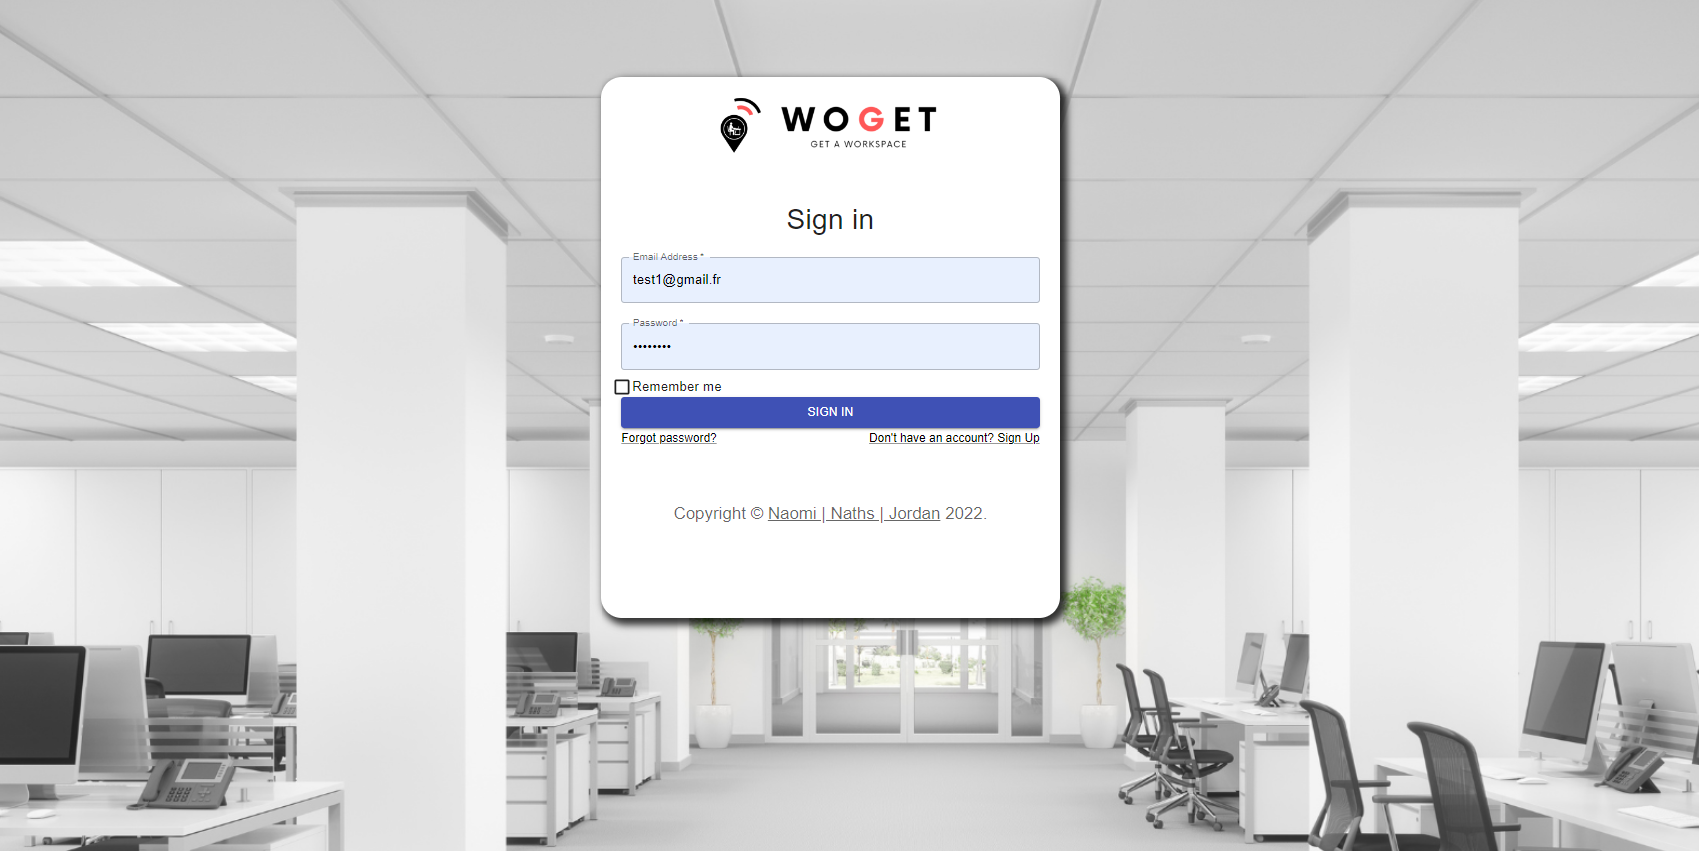 WOGET
GET A WORKSPACE
Sign in
Email Address *
test1@gmail.fr
Password *
••••••••
Remember me
SIGN IN
Forgot password? Don't have an account? Sign Up
Copyright © Naomi | Naths | Jordan 2022.